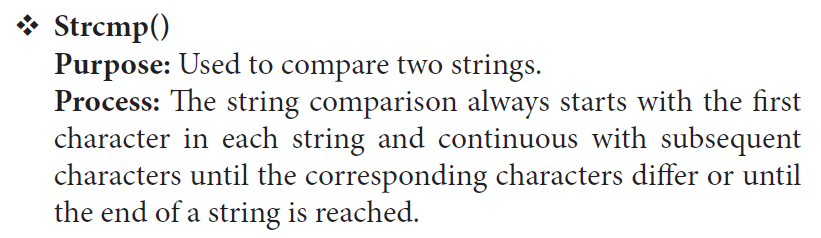 ❖ Strcmp()
Purpose: Used to compare two strings.
Process: The string comparison always starts with the first
character in each string and continuous with subsequent
characters until the corresponding characters differ or until
the end of a string is reached.